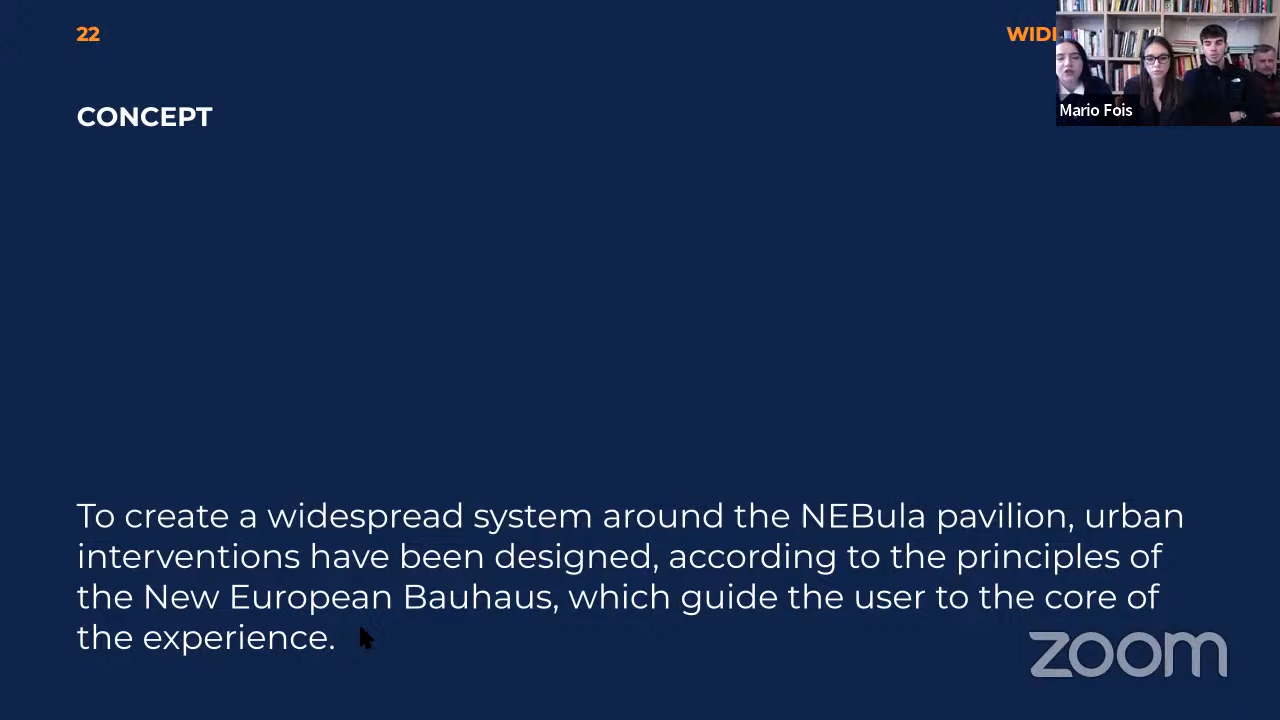 22
CONCEPT
Mario Fois
To create a widespread system around the NEBula pavilion, urban
interventions have been designed, according to the principles of
the New European Bauhaus, which guide the user to the core of
the experience.
zoom